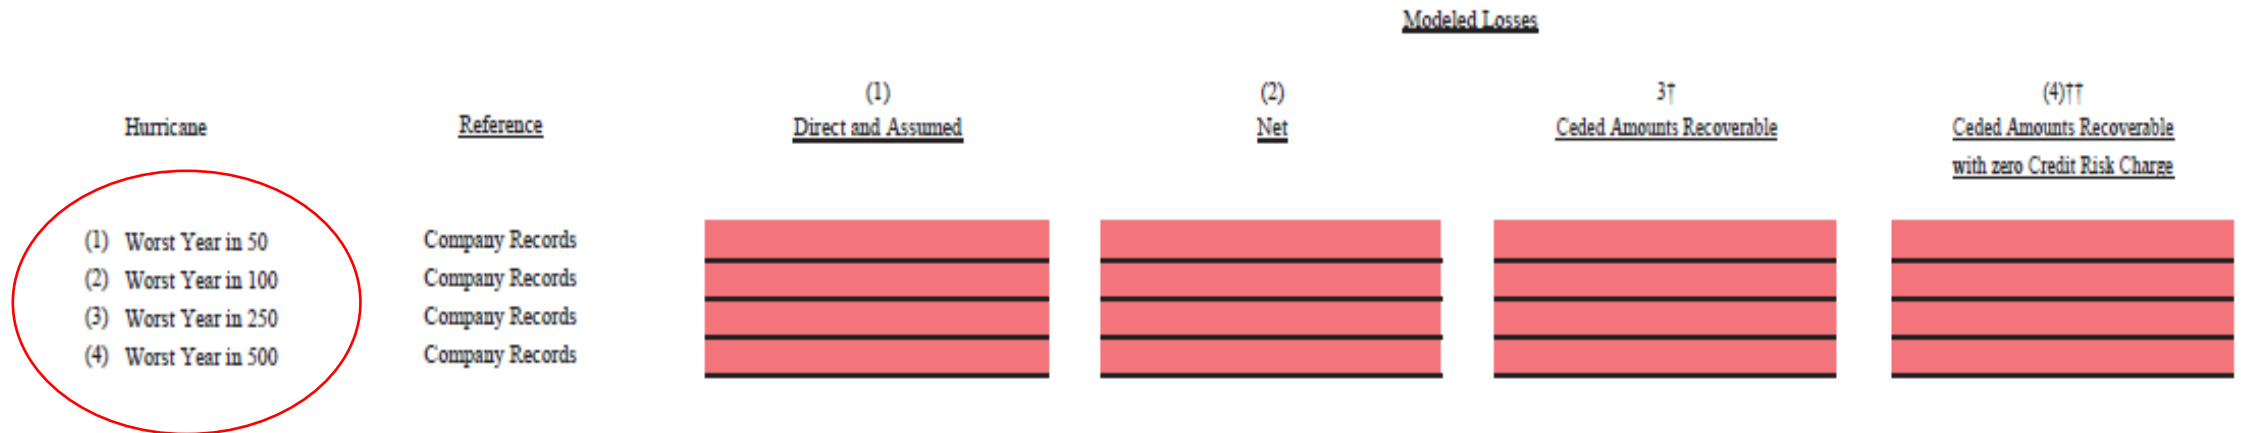 Modeled Losses
(1) (2) 3† (4)††
Hurricane Reference Direct and Assumed Net Ceded Amounts Recoverable Ceded Amounts Recoverable
with zero Credit Risk Charge
(1) Worst Year in 50 Company Records
(2) Worst Year in 100 Company Records
(3) Worst Year in 250 Company Records
(4) Worst Year in 500 Company Records